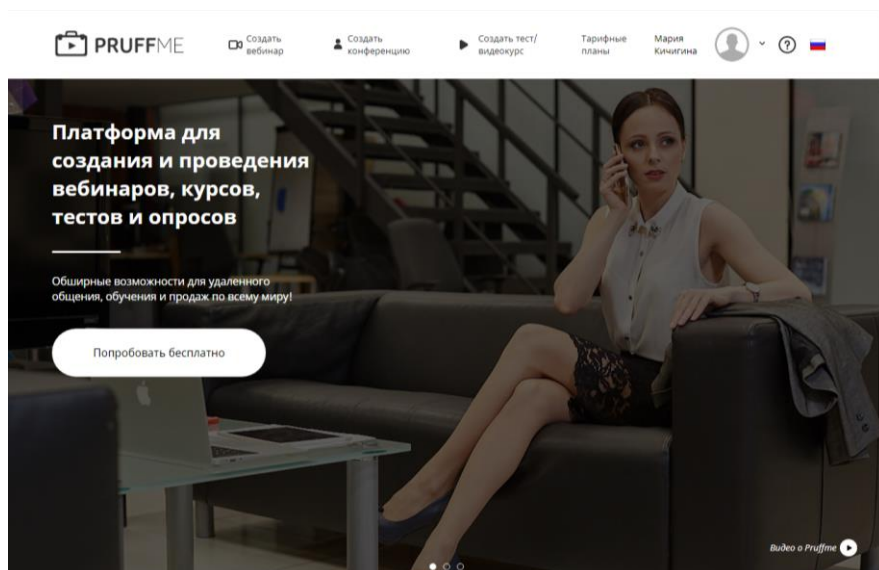 PRUFFME
Создать
вебинар
Создать
конференцию
Создать тест/
видеокурс
Тарифные
планы
Мария
Кичигина
?
Платформа для
создания и проведения
вебинаров, курсов,
тестов и опросов
Обширные возможности для удаленного
общения, обучения и продаж по всему миру!
Попробовать бесплатно
Видео о Pruffme